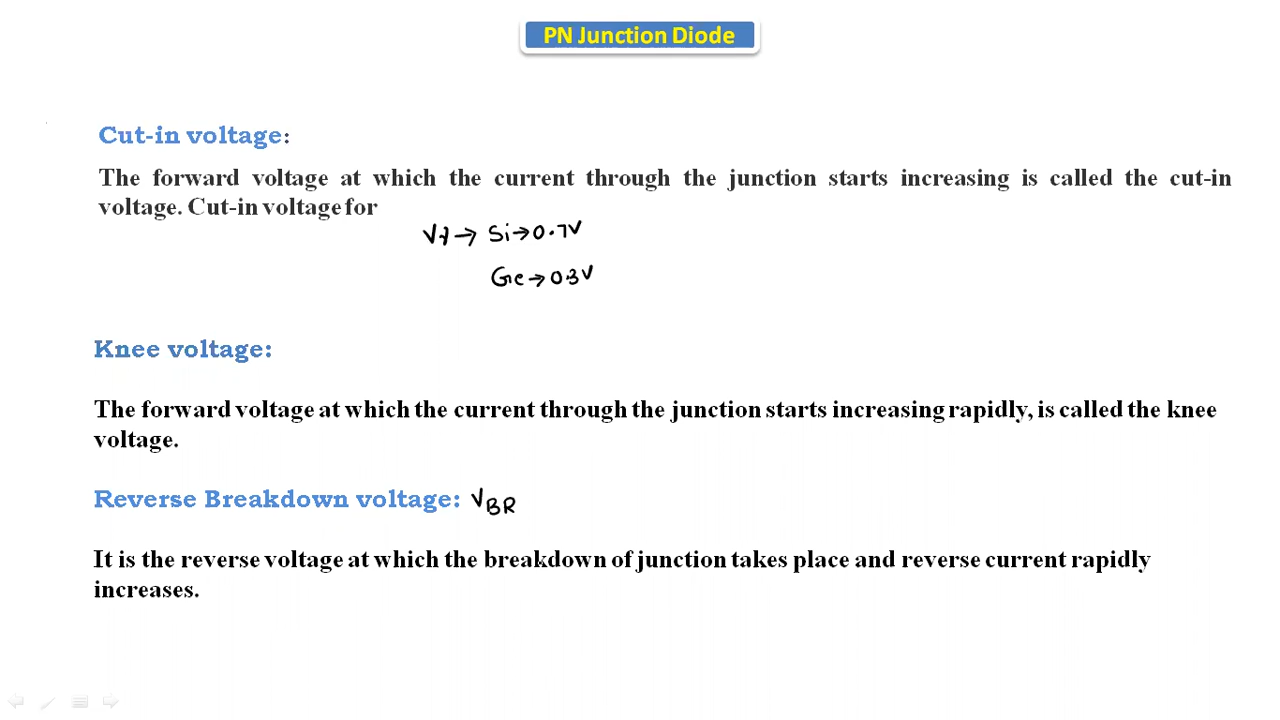 PN Junction Diode
Cut-in voltage:
The forward voltage at which the current through the junction starts increasing is called the cut-in
voltage. Cut-in voltage for
Vγ → Si → 0.7V
Ge → 0.3V
Knee voltage:
The forward voltage at which the current through the junction starts increasing rapidly, is called the knee
voltage.
Reverse Breakdown voltage: VBR
It is the reverse voltage at which the breakdown of junction takes place and reverse current rapidly
increases.